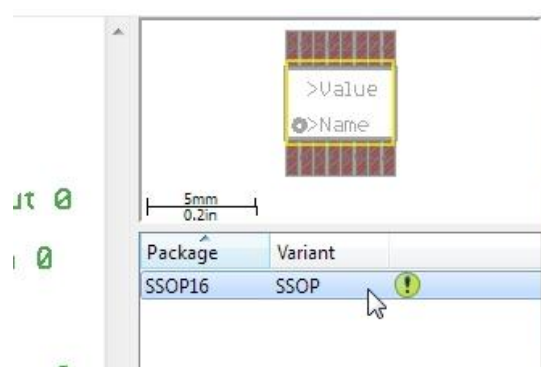 >Value
>Name
ut 0
5mm
0.2in
0
Package Variant
SSOP16 SSOP